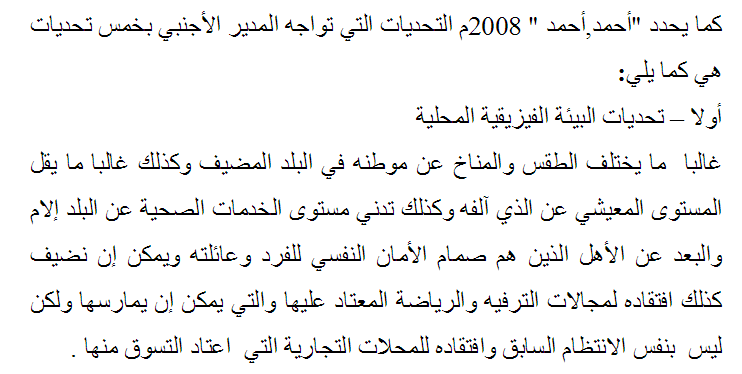 كما يحدد "أحمد,أحمد " 2008م التحديات التي تواجه المدير الأجنبي بخمس تحديات
هي كما يلي:
أولا – تحديات البيئة الفيزيقية المحلية
غالبا ما يختلف الطقس والمناخ عن موطنه في البلد المضيف وكذلك غالبا ما يقل
المستوى المعيشي عن الذي آلفه وكذلك تدني مستوى الخدمات الصحية عن البلد إلام
والبعد عن الأهل الذين هم صمام الأمان النفسي للفرد وعائلته ويمكن إن نضيف
كذلك افتقاده لمجالات الترفيه والرياضة المعتاد عليها والتي يمكن إن يمارسها ولكن
ليس بنفس الانتظام السابق وافتقاده للمحلات التجارية التي اعتاد التسوق منها .